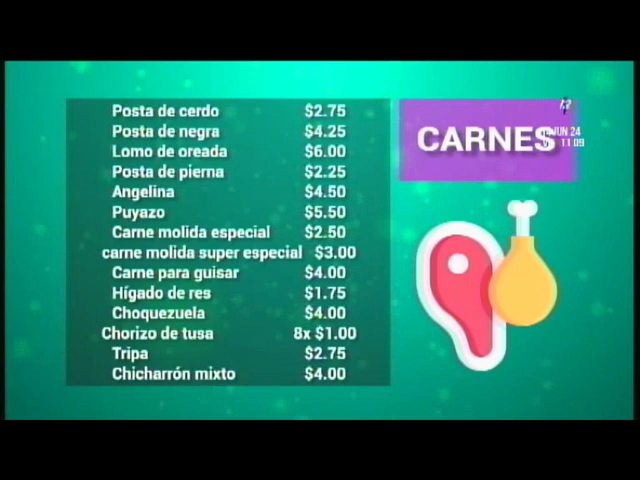 Posta de cerdo $2.75
Posta de negra $4.25
Lomo de oreada $6.00
Posta de pierna $2.25
Angelina $4.50
Puyazo $5.50
Carne molida especial $2.50
carne molida super especial $3.00
Carne para guisar $4.00
Hígado de res $1.75
Choquezuela $4.00
Chorizo de tusa 8x $1.00
Tripa $2.75
Chicharrón mixto $4.00
CARNES
JUN 24
11 09